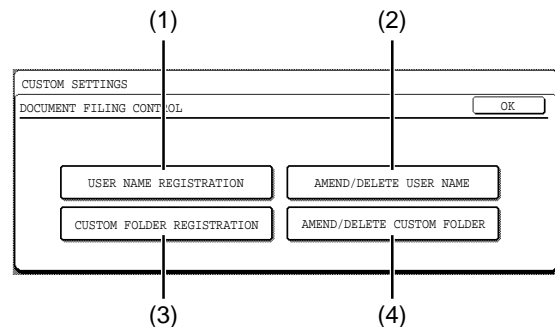 (1) (2)
CUSTOM SETTINGS
DOCUMENT FILING CONTROL OK
USER NAME REGISTRATION AMEND/DELETE USER NAME
CUSTOM FOLDER REGISTRATION AMEND/DELETE CUSTOM FOLDER
(3) (4)